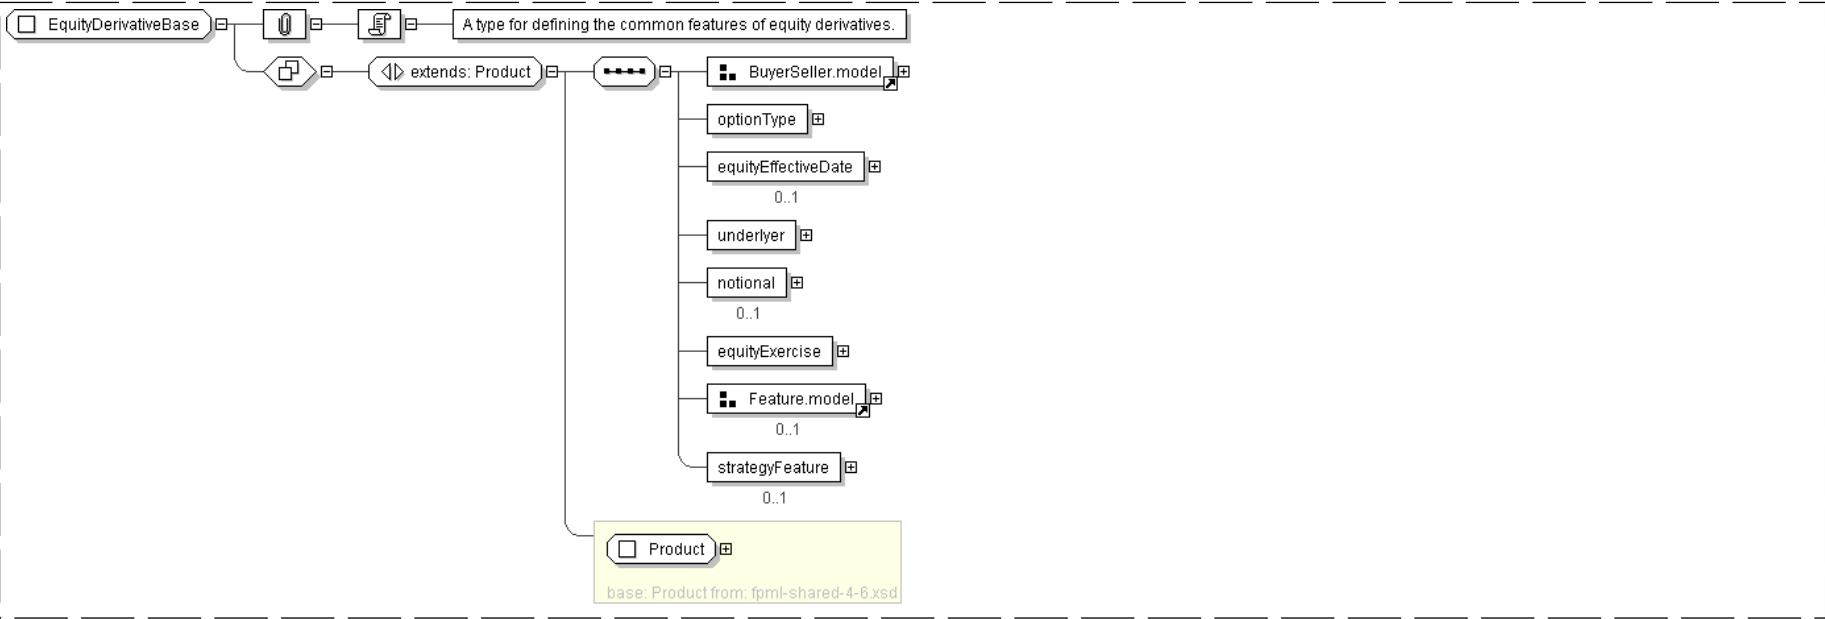 EquityDerivativeBase
A type for defining the common features of equity derivatives.
extends: Product
BuyerSeller.model
optionType
equityEffectiveDate
0..1
underlyer
notional
0..1
equityExercise
Feature.model
0..1
strategyFeature
0..1
Product
base: Product from: fpml-shared-4-6.xsd